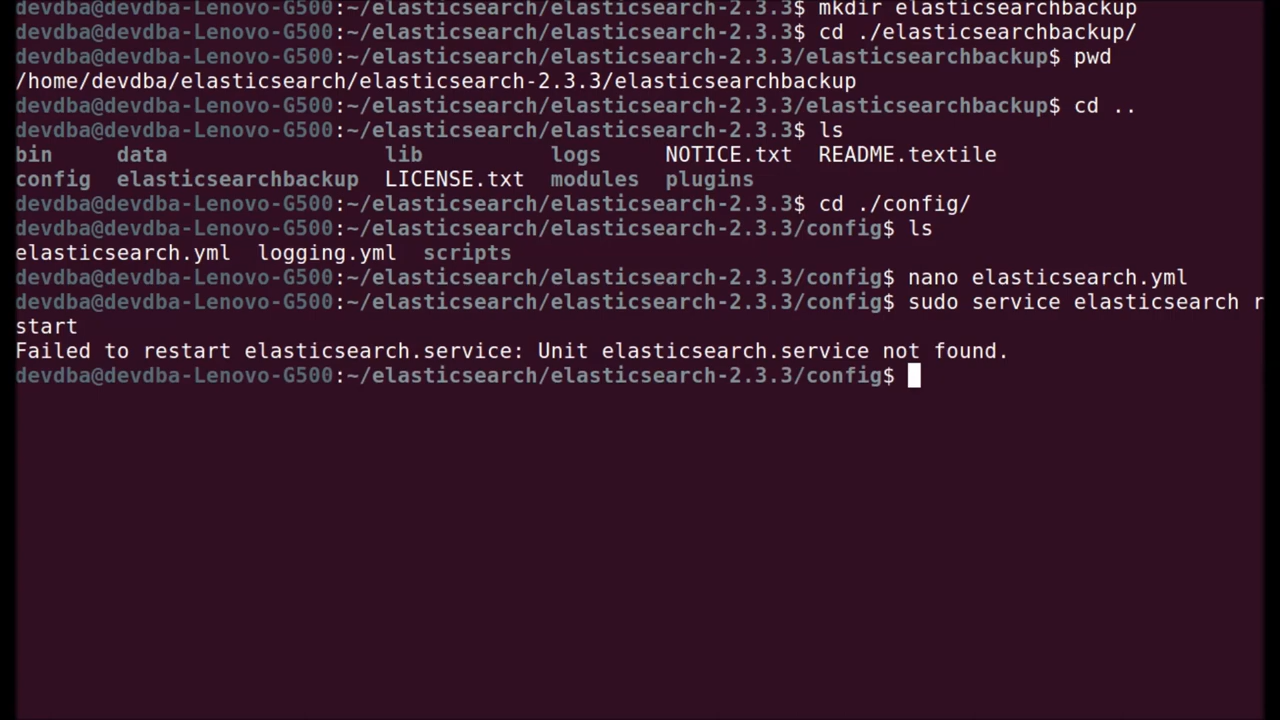 devdba@devdba-Lenovo-G500:~/elasticsearch/elasticsearch-2.3.3$ mkdir elasticsearchbackup
devdba@devdba-Lenovo-G500:~/elasticsearch/elasticsearch-2.3.3$ cd ./elasticsearchbackup/
devdba@devdba-Lenovo-G500:~/elasticsearch/elasticsearch-2.3.3/elasticsearchbackup$ pwd
/home/devdba/elasticsearch/elasticsearch-2.3.3/elasticsearchbackup
devdba@devdba-Lenovo-G500:~/elasticsearch/elasticsearch-2.3.3/elasticsearchbackup$ cd ..
devdba@devdba-Lenovo-G500:~/elasticsearch/elasticsearch-2.3.3$ ls
bin     data                 lib          logs     NOTICE.txt  README.textile
config  elasticsearchbackup  LICENSE.txt  modules  plugins
devdba@devdba-Lenovo-G500:~/elasticsearch/elasticsearch-2.3.3$ cd ./config/
devdba@devdba-Lenovo-G500:~/elasticsearch/elasticsearch-2.3.3/config$ ls
elasticsearch.yml  logging.yml  scripts
devdba@devdba-Lenovo-G500:~/elasticsearch/elasticsearch-2.3.3/config$ nano elasticsearch.yml
devdba@devdba-Lenovo-G500:~/elasticsearch/elasticsearch-2.3.3/config$ sudo service elasticsearch r
start
Failed to restart elasticsearch.service: Unit elasticsearch.service not found.
devdba@devdba-Lenovo-G500:~/elasticsearch/elasticsearch-2.3.3/config$